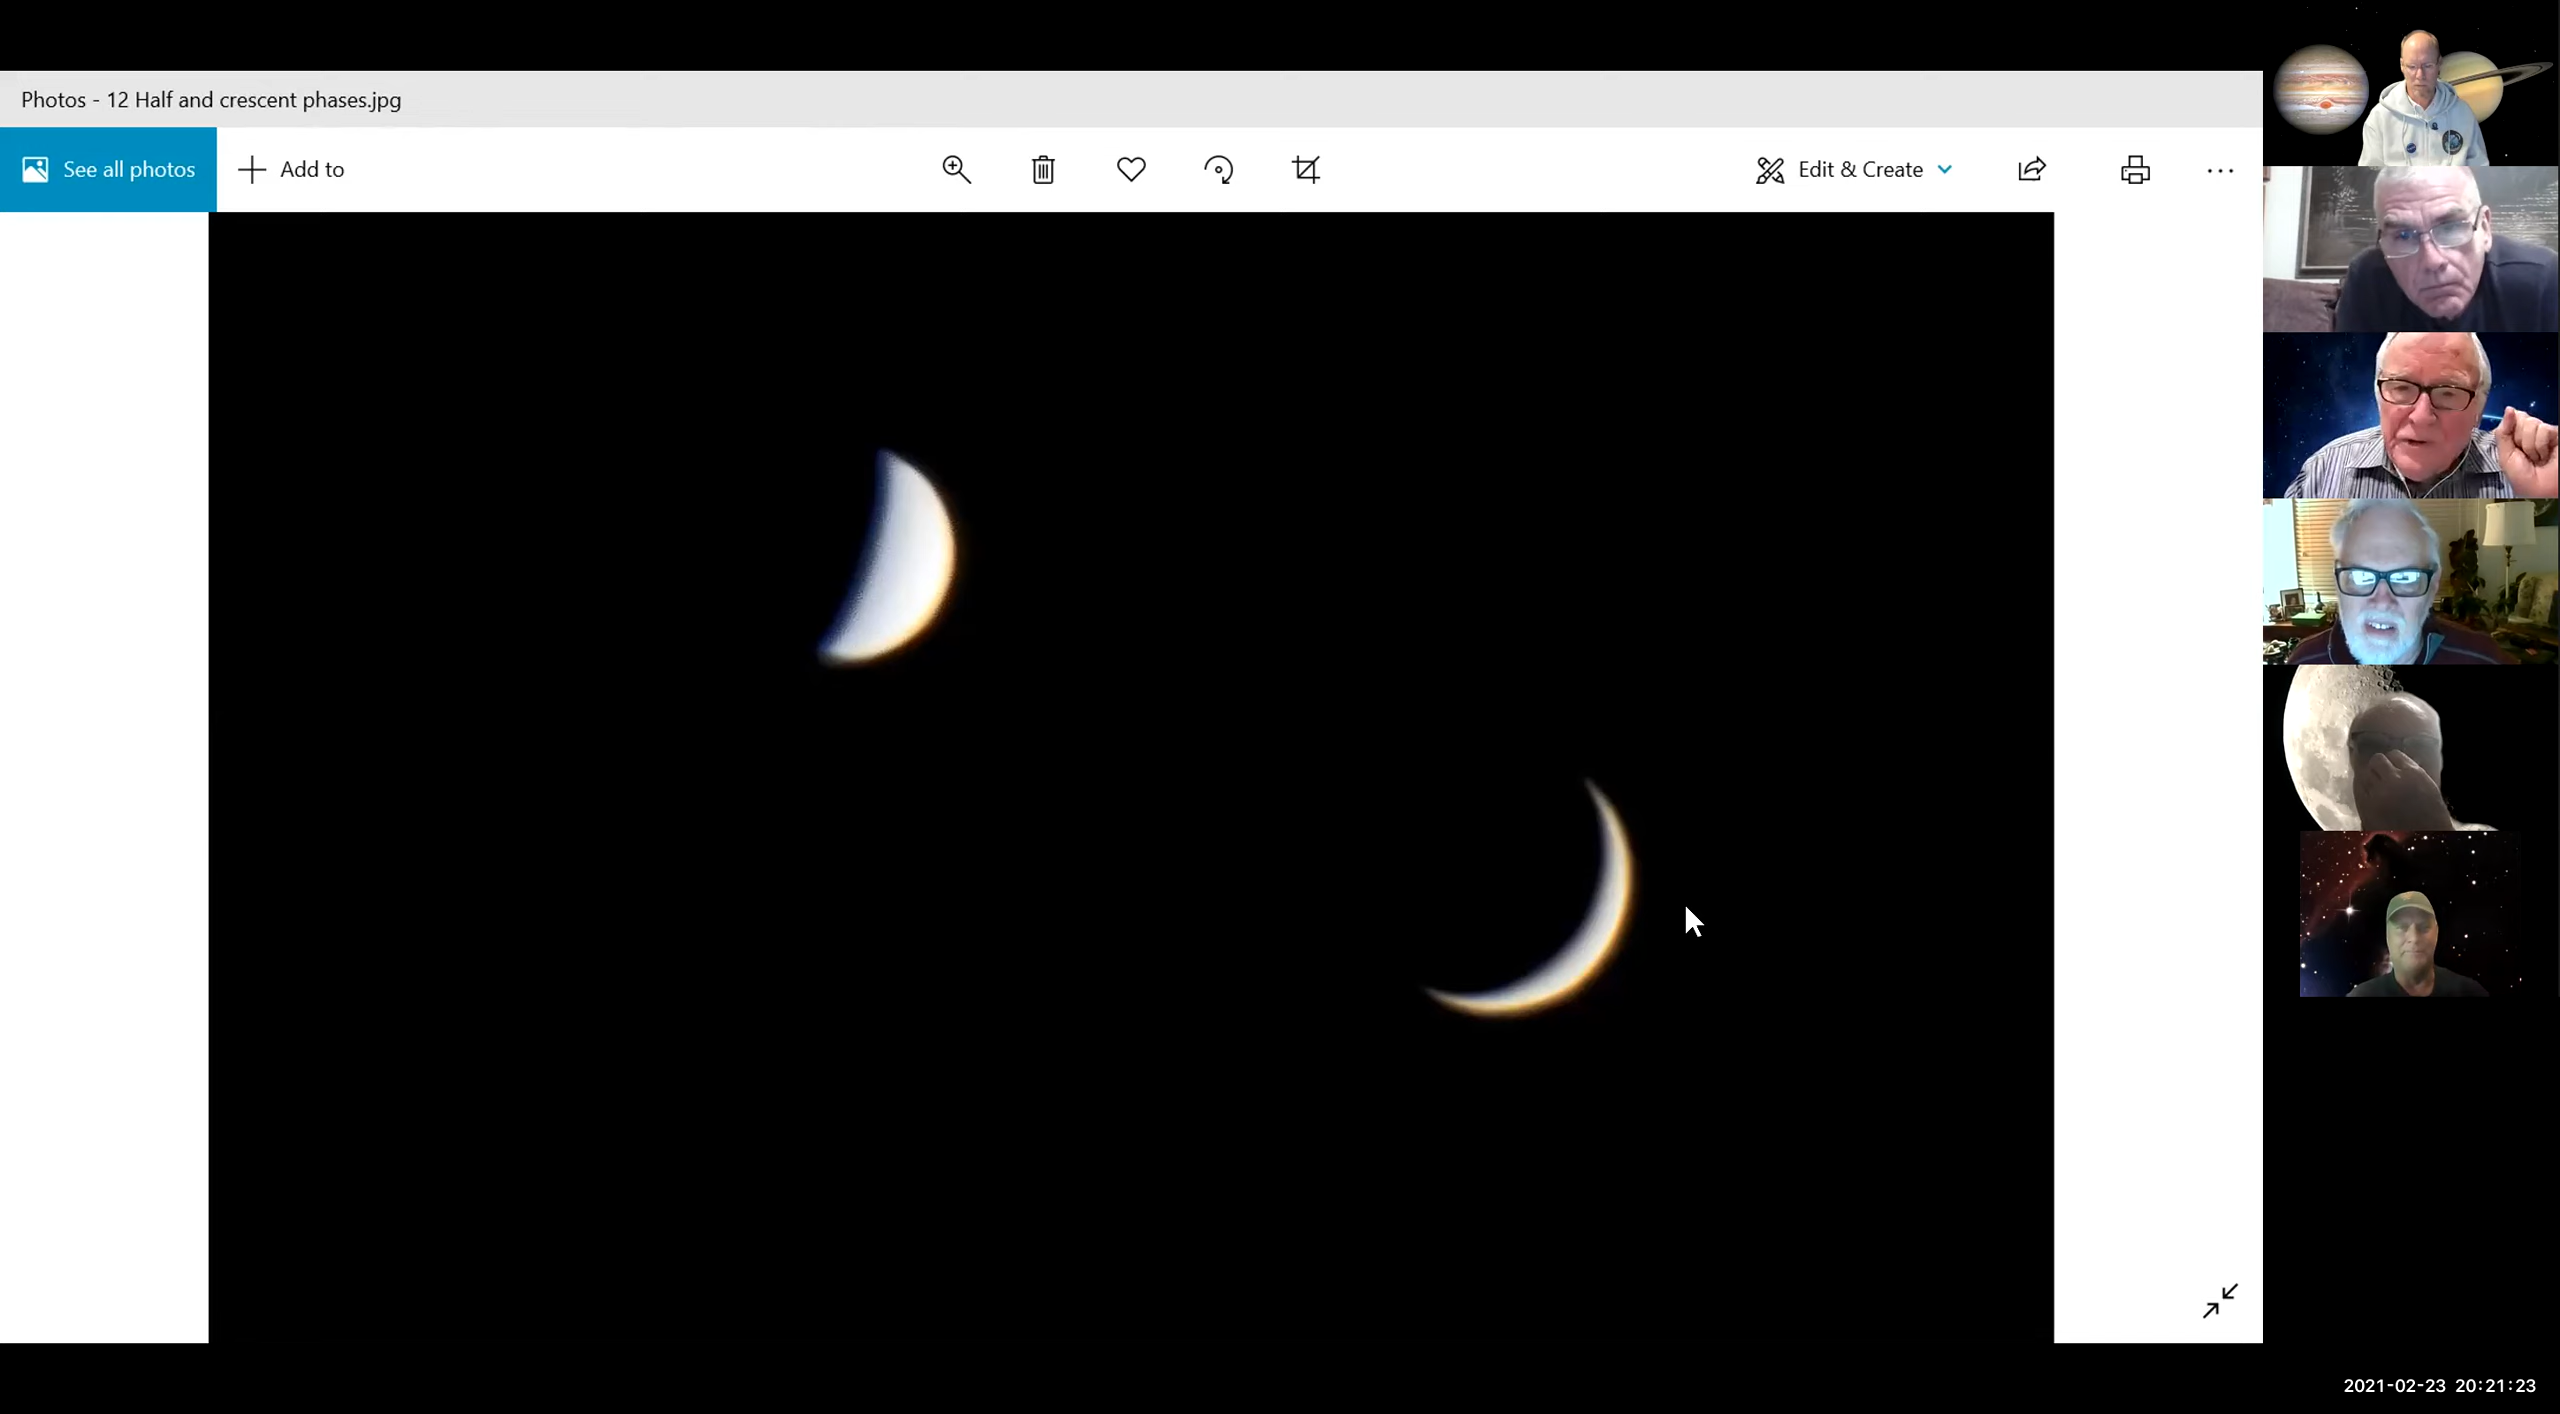 Photos - 12 Half and crescent phases.jpg
See all photos
Add to
Edit & Create
2021-02-23 20:21:23